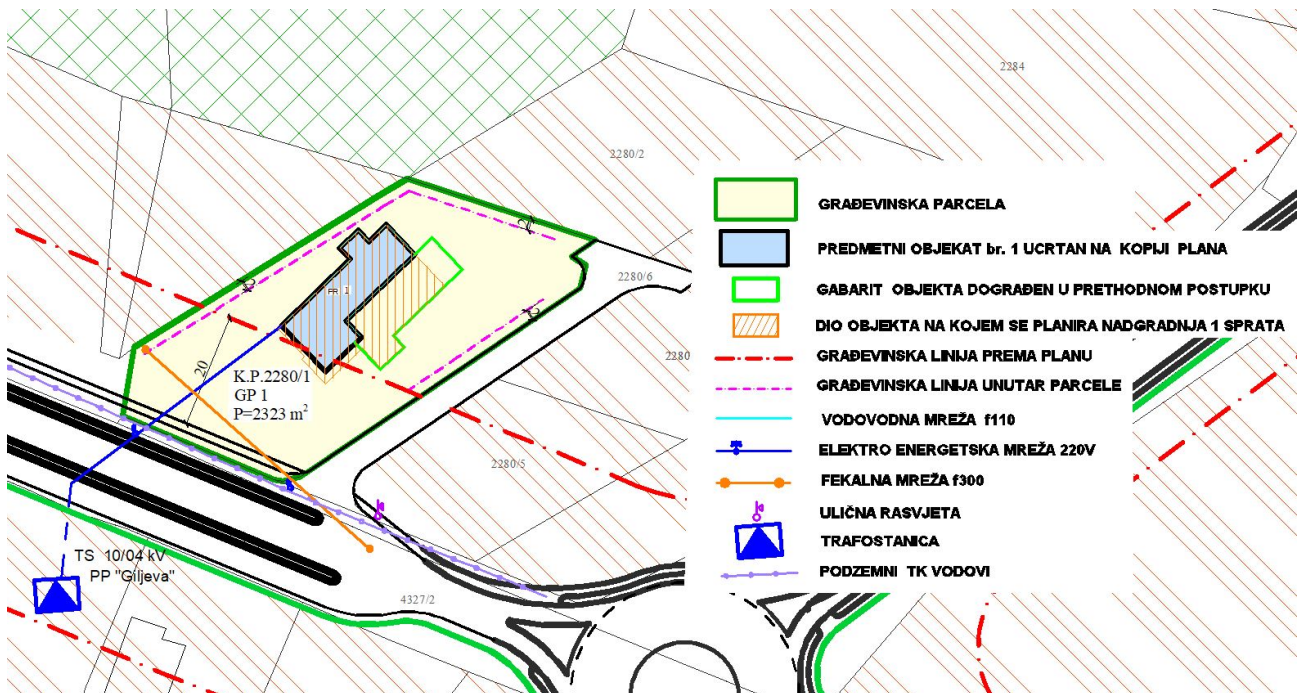 2284
2280/2
GRAĐEVINSKA PARCELA
PREDMETNI OBJEKAT br. 1 UCRTAN NA KOPIJI PLANA
2280/6
GABARIT OBJEKTA DOGRAĐEN U PRETHODNOM POSTUPKU
PR 1
DIO OBJEKTA NA KOJEM SE PLANIRA NADGRADNJA 1 SPRATA
2280
GRAĐEVINSKA LINIJA PREMA PLANU
20
K.P.2280/1
GP 1
P=2323 m²
GRAĐEVINSKA LINIJA UNUTAR PARCELE
VODOVODNA MREŽA f110
ELEKTRO ENERGETSKA MREŽA 220V
2280/5
FEKALNA MREŽA f300
ULIČNA RASVJETA
TRAFOSTANICA
TS 10/04 kV
PP "Giljeva"
PODZEMNI TK VODOVI
4327/2